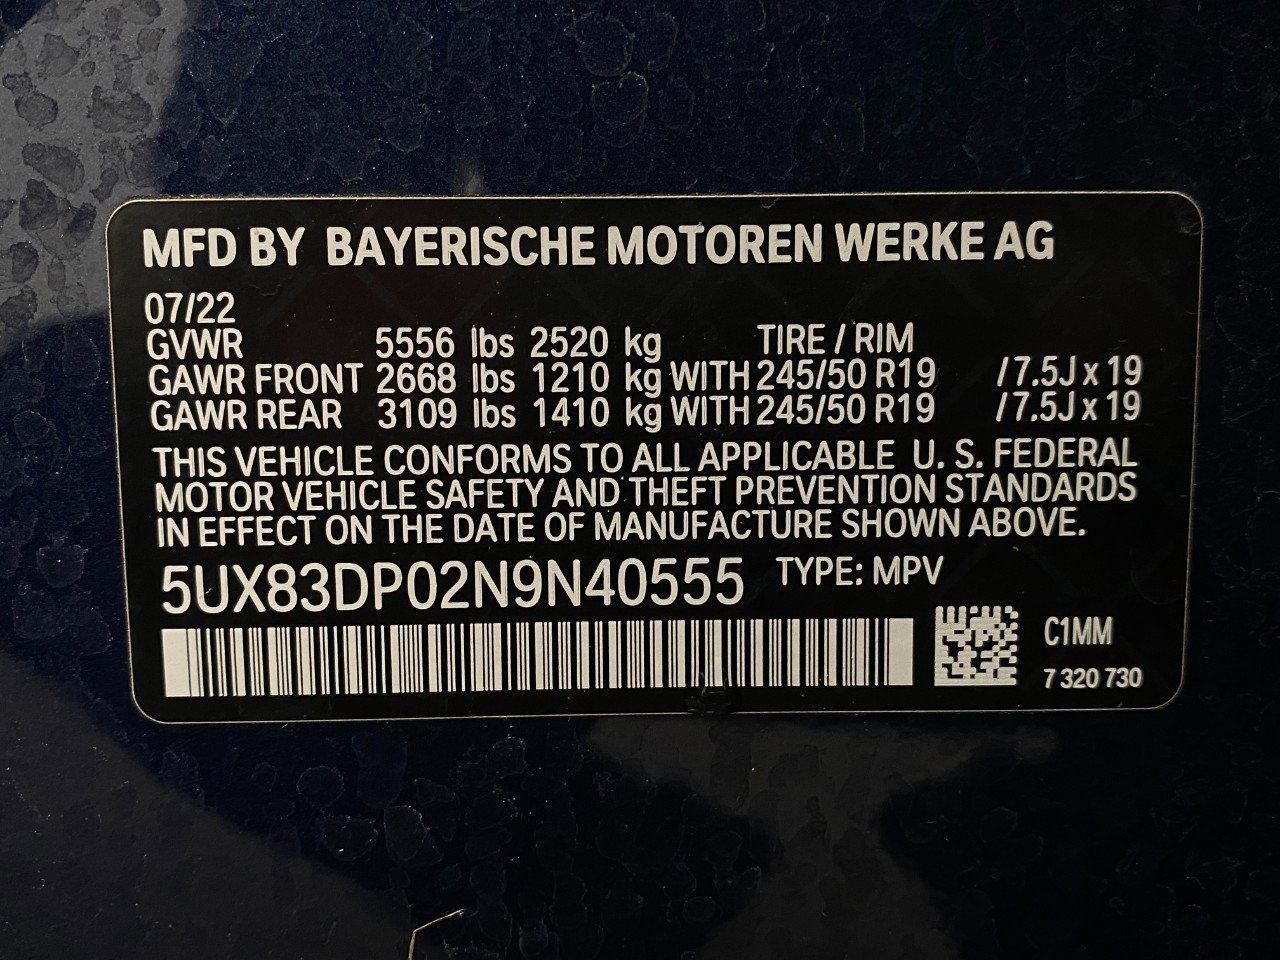 MFD BY BAYERISCHE MOTOREN WERKE AG
07/22
GVWR 5556 lbs 2520 kg TIRE / RIM
GAWR FRONT 2668 lbs 1210 kg WITH 245/50 R19 /7.5J x 19
GAWR REAR 3109 lbs 1410 kg WITH 245/50 R19 /7.5J x 19
THIS VEHICLE CONFORMS TO ALL APPLICABLE U. S. FEDERAL
MOTOR VEHICLE SAFETY AND THEFT PREVENTION STANDARDS
IN EFFECT ON THE DATE OF MANUFACTURE SHOWN ABOVE.
5UX83DP02N9N40555 TYPE: MPV
C1MM
7 320 730